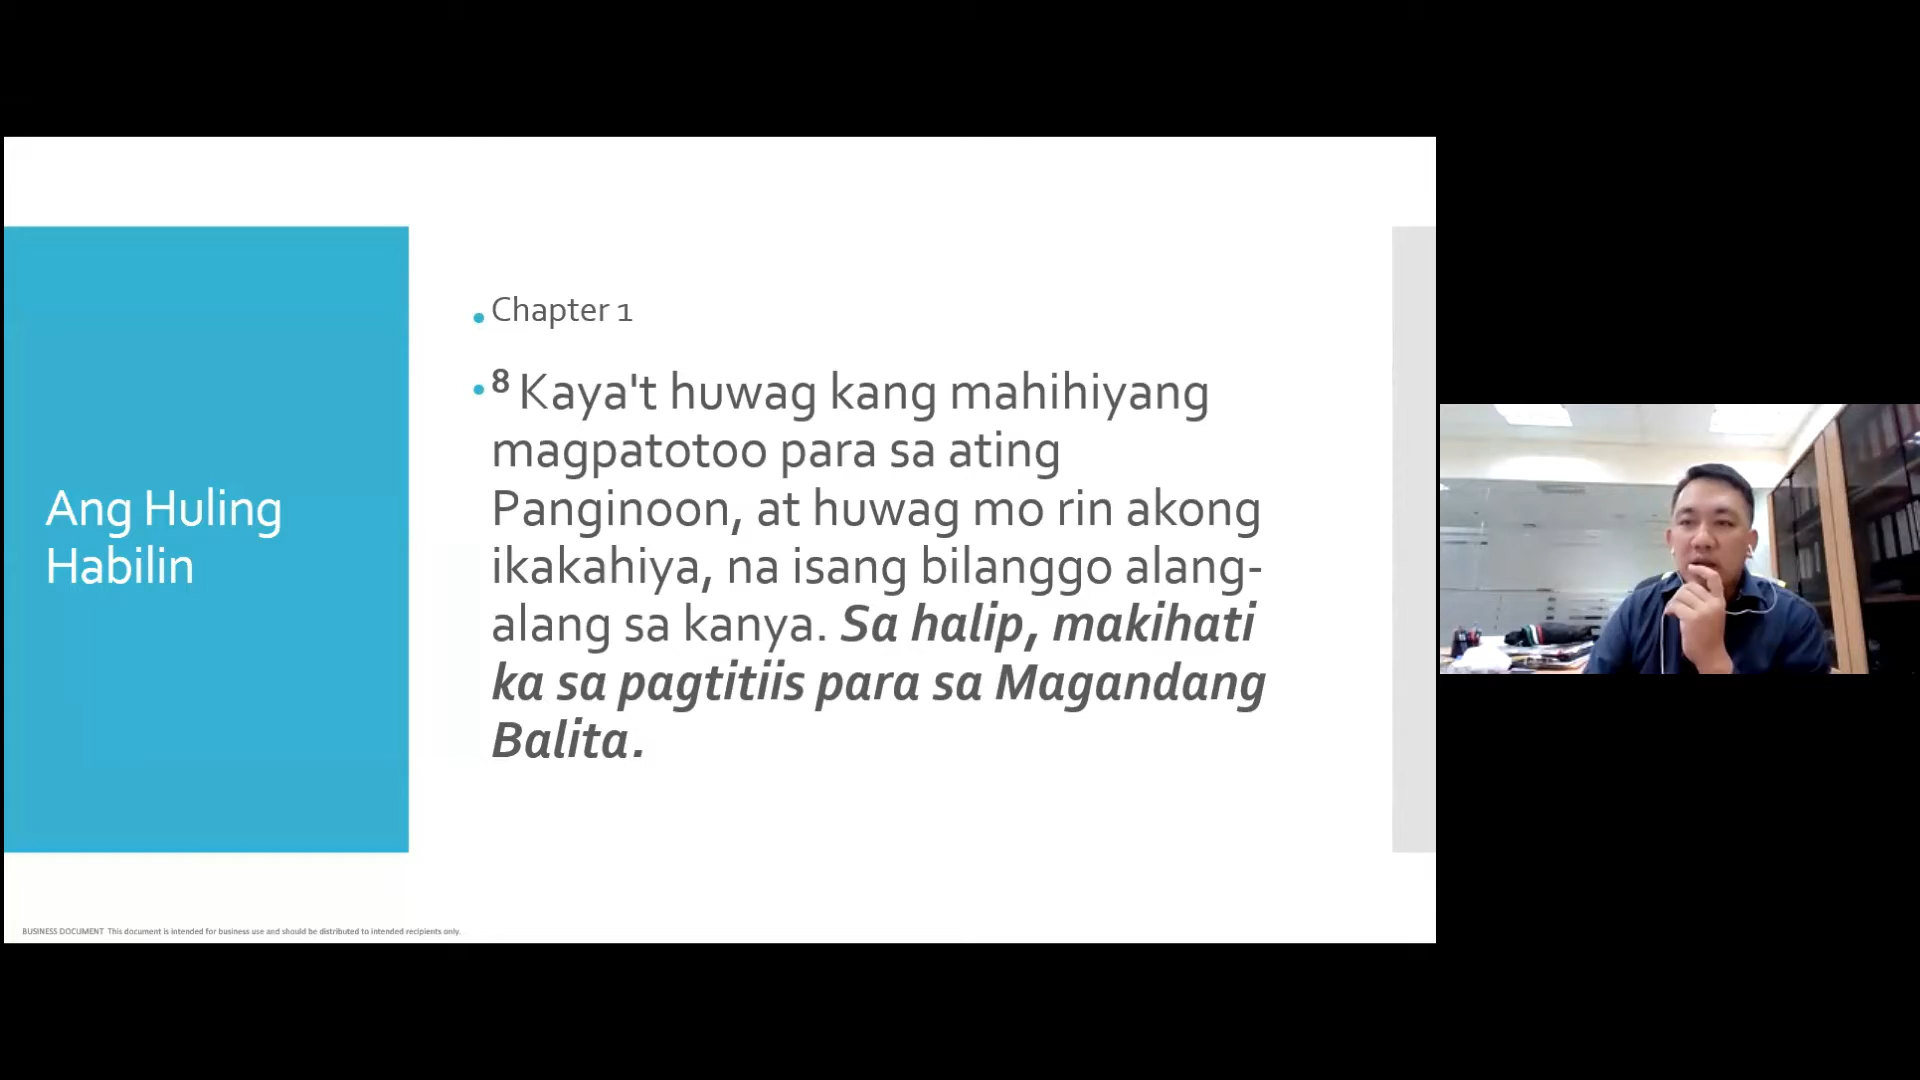 Ang Huling
Habilin
Chapter 1
8 Kaya't huwag kang mahihiyang
magpatotoo para sa ating
Panginoon, at huwag mo rin akong
ikakahiya, na isang bilanggo alang-
alang sa kanya. Sa halip, makihati
ka sa pagtitiis para sa Magandang
Balita.
BUSINESS DOCUMENT This document is intended for business use and should be distributed to intended recipients only.